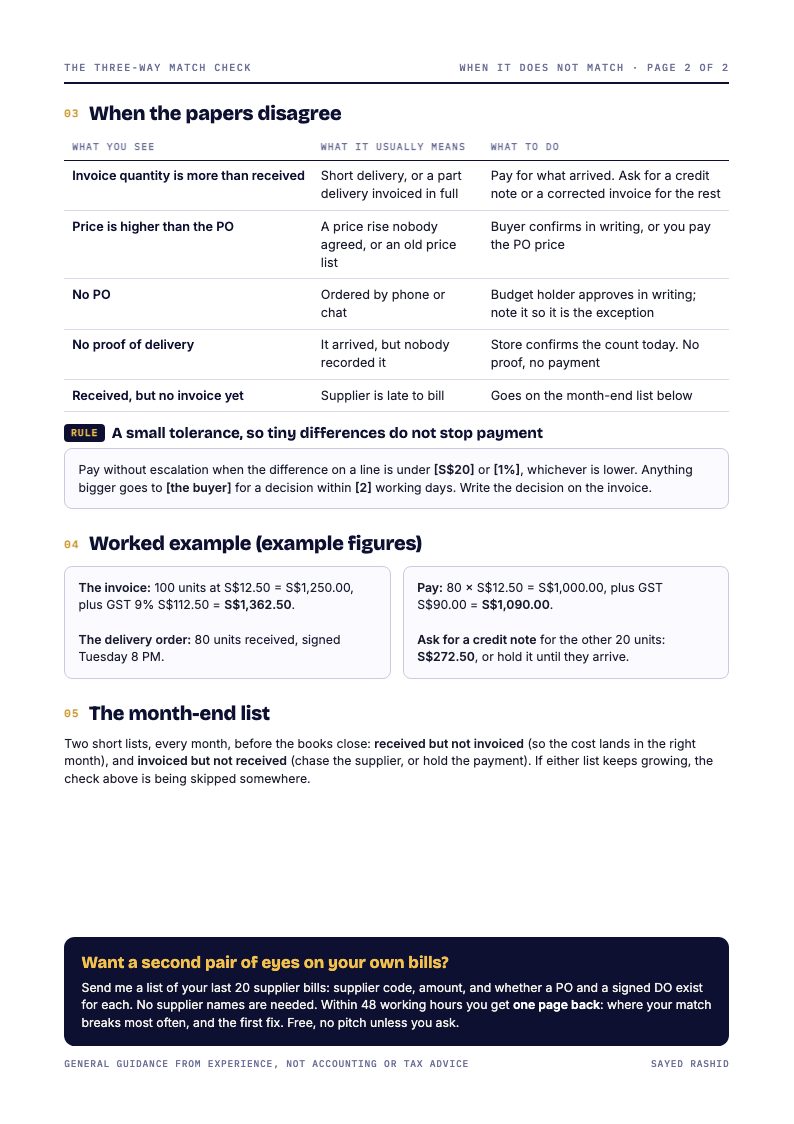 THE THREE-WAY MATCH CHECK
WHEN IT DOES NOT MATCH · PAGE 2 OF 2
03 When the papers disagree
WHAT YOU SEE
WHAT IT USUALLY MEANS
WHAT TO DO
Invoice quantity is more than received
Short delivery, or a part
delivery invoiced in full
Pay for what arrived. Ask for a credit
note or a corrected invoice for the rest
Price is higher than the PO
A price rise nobody
agreed, or an old price
list
Buyer confirms in writing, or you pay
the PO price
No PO
Ordered by phone or
chat
Budget holder approves in writing;
note it so it is the exception
No proof of delivery
It arrived, but nobody
recorded it
Store confirms the count today. No
proof, no payment
Received, but no invoice yet
Supplier is late to bill
Goes on the month-end list below
RULE A small tolerance, so tiny differences do not stop payment
Pay without escalation when the difference on a line is under [S$20] or [1%], whichever is lower. Anything
bigger goes to [the buyer] for a decision within [2] working days. Write the decision on the invoice.
04 Worked example (example figures)
The invoice: 100 units at S$12.50 = S$1,250.00,
plus GST 9% S$112.50 = S$1,362.50.
The delivery order: 80 units received, signed
Tuesday 8 PM.
Pay: 80 × S$12.50 = S$1,000.00, plus GST
S$90.00 = S$1,090.00.
Ask for a credit note for the other 20 units:
S$272.50, or hold it until they arrive.
05 The month-end list
Two short lists, every month, before the books close: received but not invoiced (so the cost lands in the right
month), and invoiced but not received (chase the supplier, or hold the payment). If either list keeps growing, the
check above is being skipped somewhere.
Want a second pair of eyes on your own bills?
Send me a list of your last 20 supplier bills: supplier code, amount, and whether a PO and a signed DO exist
for each. No supplier names are needed. Within 48 working hours you get one page back: where your match
breaks most often, and the first fix. Free, no pitch unless you ask.
GENERAL GUIDANCE FROM EXPERIENCE, NOT ACCOUNTING OR TAX ADVICE
SAYED RASHID